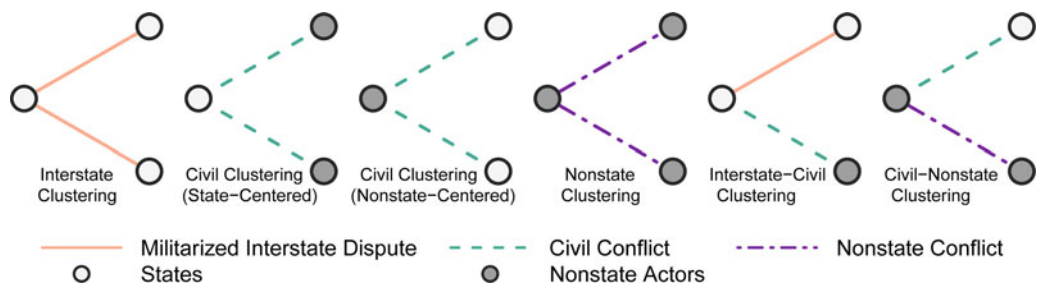 Interstate
Clustering
Civil Clustering
(State−Centered)
Civil Clustering
(Nonstate−Centered)
Nonstate
Clustering
Interstate−Civil
Clustering
Civil−Nonstate
Clustering
Militarized Interstate Dispute
Civil Conflict
Nonstate Conflict
States
Nonstate Actors